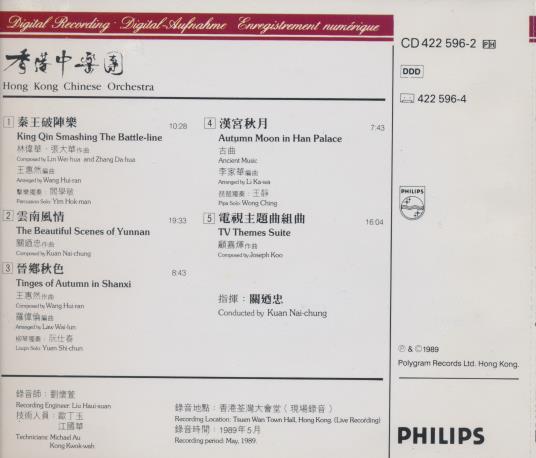 Digital Recording · Digital-Aufnahme Enregistrement numérique
香港中樂團
Hong Kong Chinese Orchestra
CD 422 596-2 PH
DDD
422 596-4
1 秦王破陣樂 10:28
King Qin Smashing The Battle-line
林偉華、張大華作曲
Composed by Lin Wei-hua and Zhang Da-hua
王惠然編曲
Arranged by Wang Hui-ran
擊樂獨奏：閻學敏
Percussion Solo: Yim Hok-man
2 雲南風情 19:33
The Beautiful Scenes of Yunnan
關迺忠作曲
Composed by Kuan Nai-chung
3 晉鄉秋色 8:43
Tinges of Autumn in Shanxi
王惠然作曲
Composed by Wang Hui-ran
羅偉倫編曲
Arranged by Law Wai-lun
柳琴獨奏：阮仕春
Liuqin Solo: Yuen Shi-chun
4 漢宮秋月 7:43
Autumn Moon in Han Palace
古曲
Ancient Music
李家華編曲
Arranged by Li Ka-wa
琵琶獨奏：王靜
Pipa Solo: Wong Ching
5 電視主題曲組曲 16:04
TV Themes Suite
顧嘉煇作曲
Composed by Joseph Koo
指揮：關迺忠
Conducted by Kuan Nai-chung
PHILIPS
℗ & © 1989
Polygram Records Ltd. Hong Kong.
錄音師：劉懷萱
Recording Engineer: Liu Huai-suan
技術人員：歐丁玉
江國華
Technicians: Michael Au
Kong Kwok-wah
錄音地點：香港荃灣大會堂（現場錄音）
Recording Location: Tsuen Wan Town Hall, Hong Kong. (Live Recording)
錄音時間：1989年5月
Recording period: May, 1989.
PHILIPS